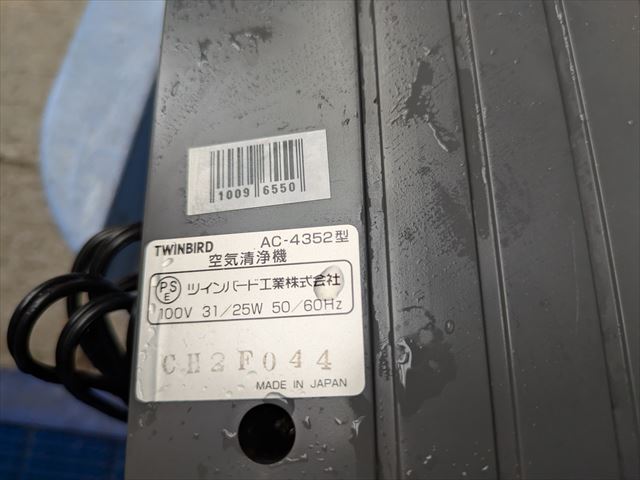 1009 6550
TWINBIRD AC-4352型
空気清浄機
PSE ツインバード工業株式会社
100V 31/25W 50/60Hz
CH2F044
MADE IN JAPAN